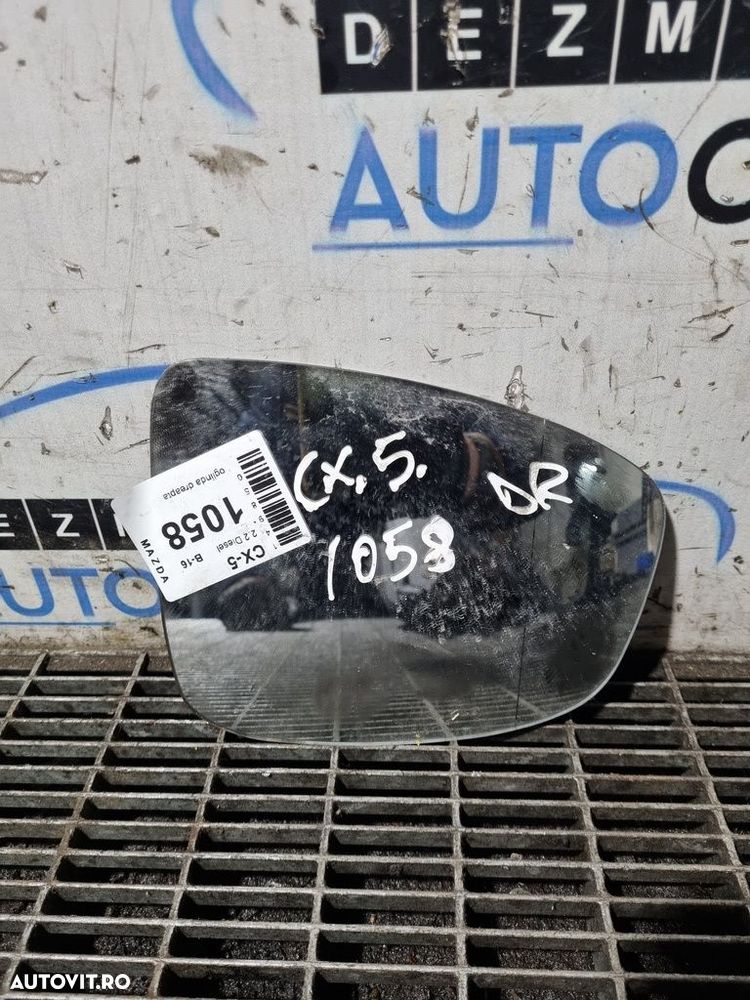 DEZM
AUTO
CX.5. DR
1058
MAZDA
1058
B-16
CX-5
2.2 Diesel
oglinda dreapta
DEZM
AUTO
AUTOVIT.RO